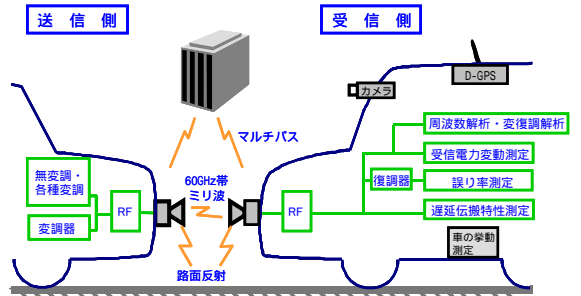 送 信 側
受 信 側
D-GPS
カメラ
マルチパス
周波数解析・変復調解析
受信電力変動測定
無変調・
各種変調
60GHz帯
ミリ波
復調器
誤り率測定
RF
RF
遅延伝搬特性測定
変調器
車の挙動
測定
路面反射